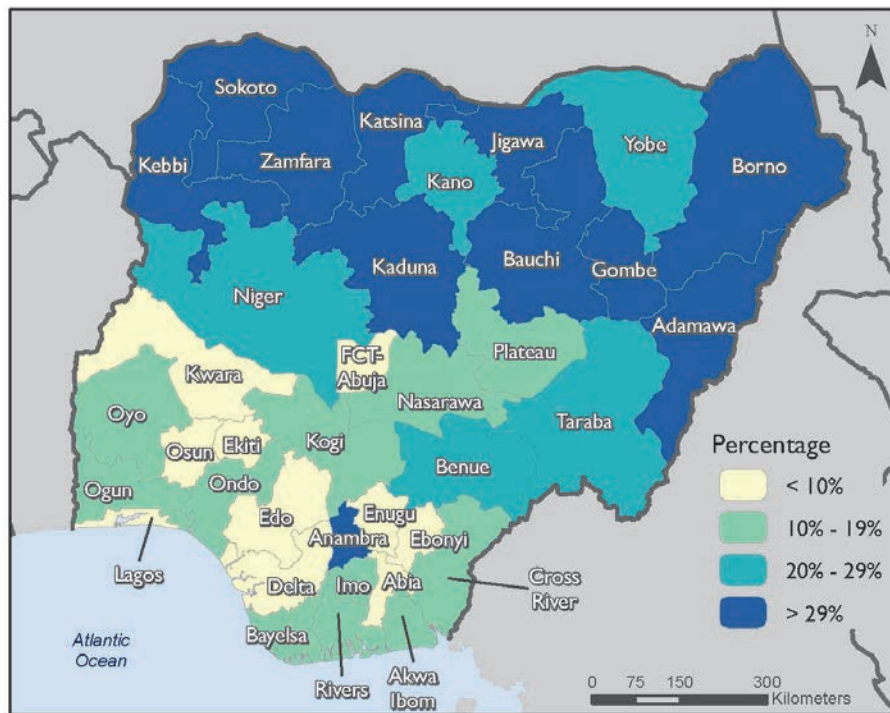 N
Sokoto
Katsina
Jigawa
Yobe
Kebbi
Zamfara
Kano
Borno
Kaduna
Bauchi
Gombe
Niger
Adamawa
FCT-
Abuja
Plateau
Kwara
Nasarawa
Oyo
Taraba
Osun
Ekiti
Kogi
Benue
Ogun
Ondo
Edo
Enugu
Anambra
Ebonyi
Lagos
Delta
Imo
Abia
Cross
River
Bayelsa
Rivers
Akwa
Ibom
Atlantic
Ocean
Percentage
< 10%
10% - 19%
20% - 29%
> 29%
0 75 150 300
Kilometers